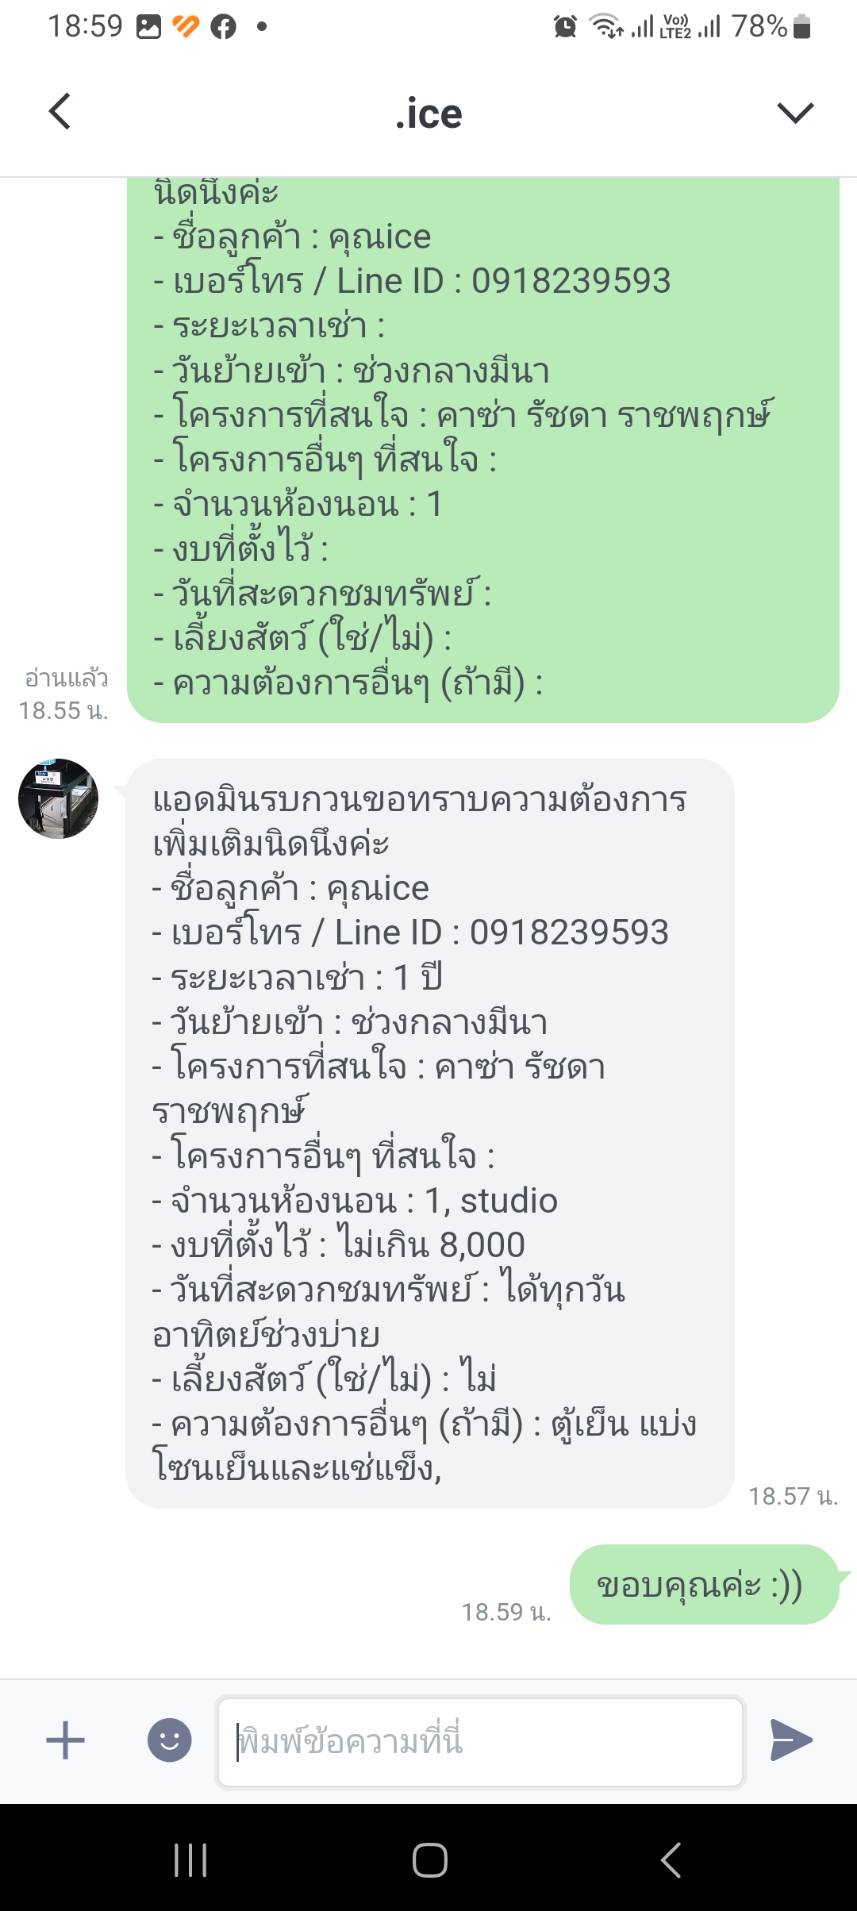 18:59
Vo))
LTE2
78%
.ice
นิดนึงค่ะ
- ชื่อลูกค้า : คุณice
- เบอร์โทร / Line ID : 0918239593
- ระยะเวลาเช่า :
- วันย้ายเข้า : ช่วงกลางมีนา
- โครงการที่สนใจ : คาซ่า รัชดา ราชพฤกษ์
- โครงการอื่นๆ ที่สนใจ :
- จำนวนห้องนอน : 1
- งบที่ตั้งไว้ :
- วันที่สะดวกชมทรัพย์ :
- เลี้ยงสัตว์ (ใช่/ไม่) :
- ความต้องการอื่นๆ (ถ้ามี) :
อ่านแล้ว
18.55 น.
แอดมินรบกวนขอทราบความต้องการ
เพิ่มเติมนิดนึงค่ะ
- ชื่อลูกค้า : คุณice
- เบอร์โทร / Line ID : 0918239593
- ระยะเวลาเช่า : 1 ปี
- วันย้ายเข้า : ช่วงกลางมีนา
- โครงการที่สนใจ : คาซ่า รัชดา
ราชพฤกษ์
- โครงการอื่นๆ ที่สนใจ :
- จำนวนห้องนอน : 1, studio
- งบที่ตั้งไว้ : ไม่เกิน 8,000
- วันที่สะดวกชมทรัพย์ : ได้ทุกวัน
อาทิตย์ช่วงบ่าย
- เลี้ยงสัตว์ (ใช่/ไม่) : ไม่
- ความต้องการอื่นๆ (ถ้ามี) : ตู้เย็น แบ่ง
โซนเย็นและแช่แข็ง,
18.57 น.
ขอบคุณค่ะ :))
18.59 น.
พิมพ์ข้อความที่นี่